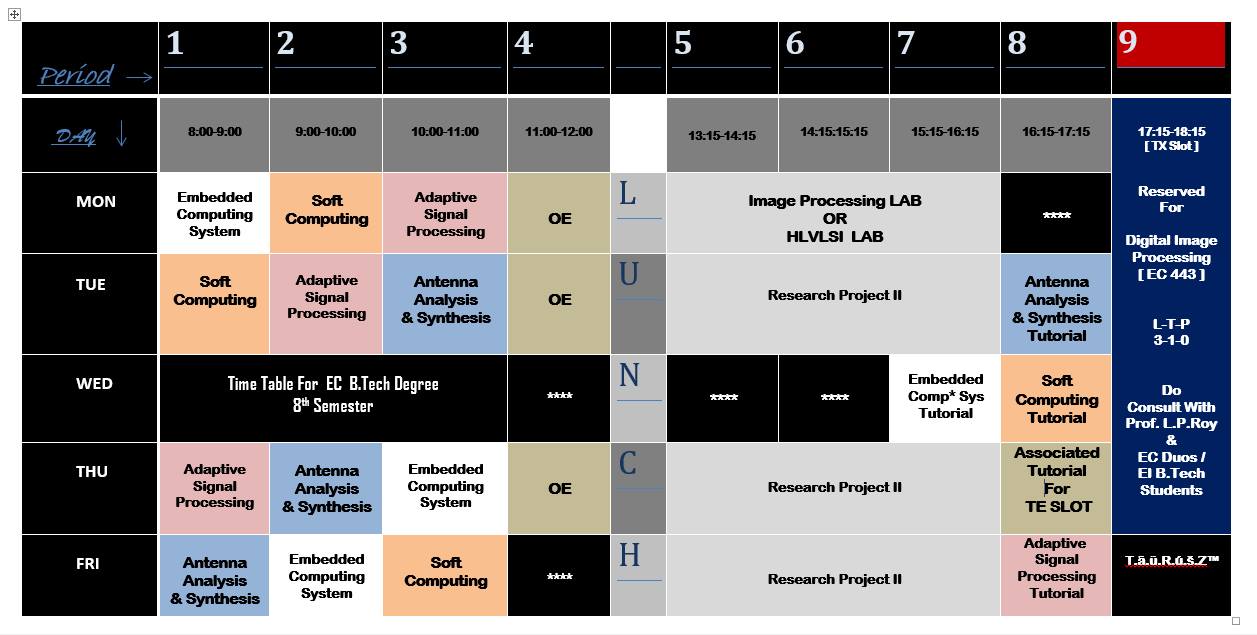 1 2 3 4 5 6 7 8 9
Period →
DAY ↓
8:00-9:00 9:00-10:00 10:00-11:00 11:00-12:00 13:15-14:15 14:15:15:15 15:15-16:15 16:15-17:15
17:15-18:15
[ TX Slot ]
MON
Embedded
Computing
System
Soft
Computing
Adaptive
Signal
Processing
OE
L
Image Processing LAB
OR
HLVLSI LAB
****
TUE
Soft
Computing
Adaptive
Signal
Processing
Antenna
Analysis
& Synthesis
OE
U
Research Project II
Antenna
Analysis
& Synthesis
Tutorial
WED
Time Table For EC B.Tech Degree
8th Semester
****
N
****
****
Embedded
Comp* Sys
Tutorial
Soft
Computing
Tutorial
THU
Adaptive
Signal
Processing
Antenna
Analysis
& Synthesis
Embedded
Computing
System
OE
C
Research Project II
Associated
Tutorial
For
TE SLOT
FRI
Antenna
Analysis
& Synthesis
Embedded
Computing
System
Soft
Computing
****
H
Research Project II
Adaptive
Signal
Processing
Tutorial
Reserved
For
Digital Image
Processing
[ EC 443 ]
L-T-P
3-1-0
Do
Consult With
Prof. L.P.Roy
&
EC Duos /
EI B.Tech
Students
T.ä.ü.R.ú.š.Z™